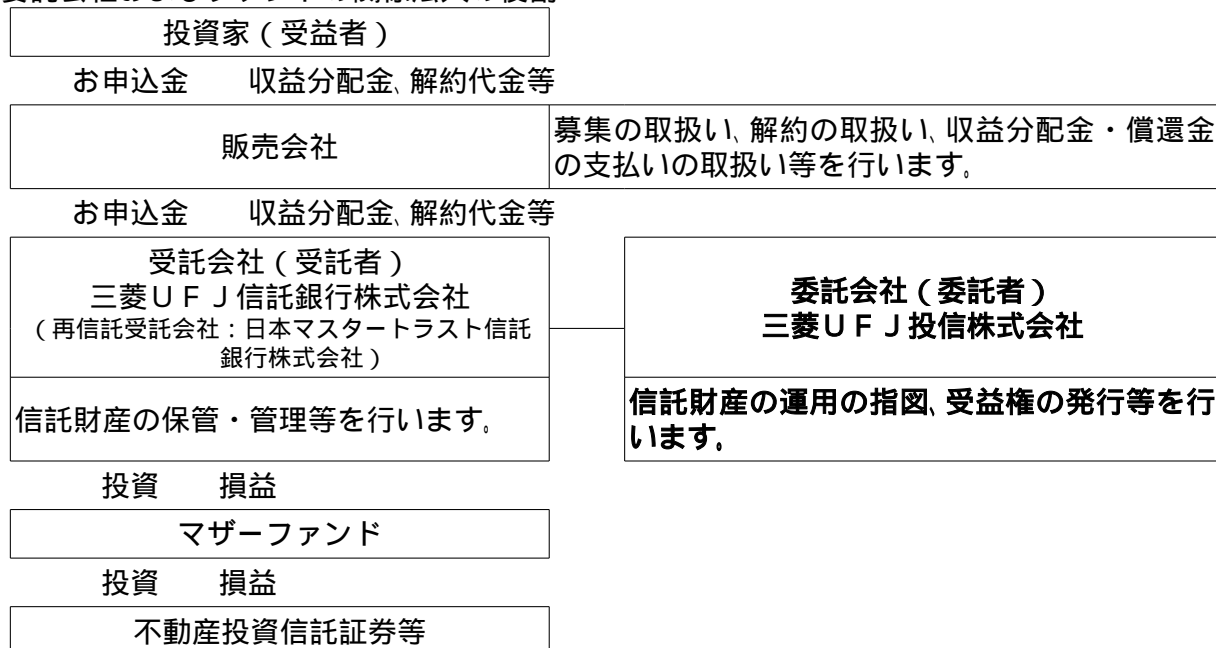 投資家(受益者)
お申込金 収益分配金、解約代金等
販売会社
募集の取扱い、解約の取扱い、収益分配金・償還金
の支払いの取扱い等を行います。
お申込金 収益分配金、解約代金等
受託会社(受託者)
三菱UFJ信託銀行株式会社
(再信託受託会社:日本マスタートラスト信託
銀行株式会社)
委託会社(委託者)
三菱UFJ投信株式会社
信託財産の保管・管理等を行います。
信託財産の運用の指図、受益権の発行等を行
います。
投資 損益
マザーファンド
投資 損益
不動産投資信託証券等